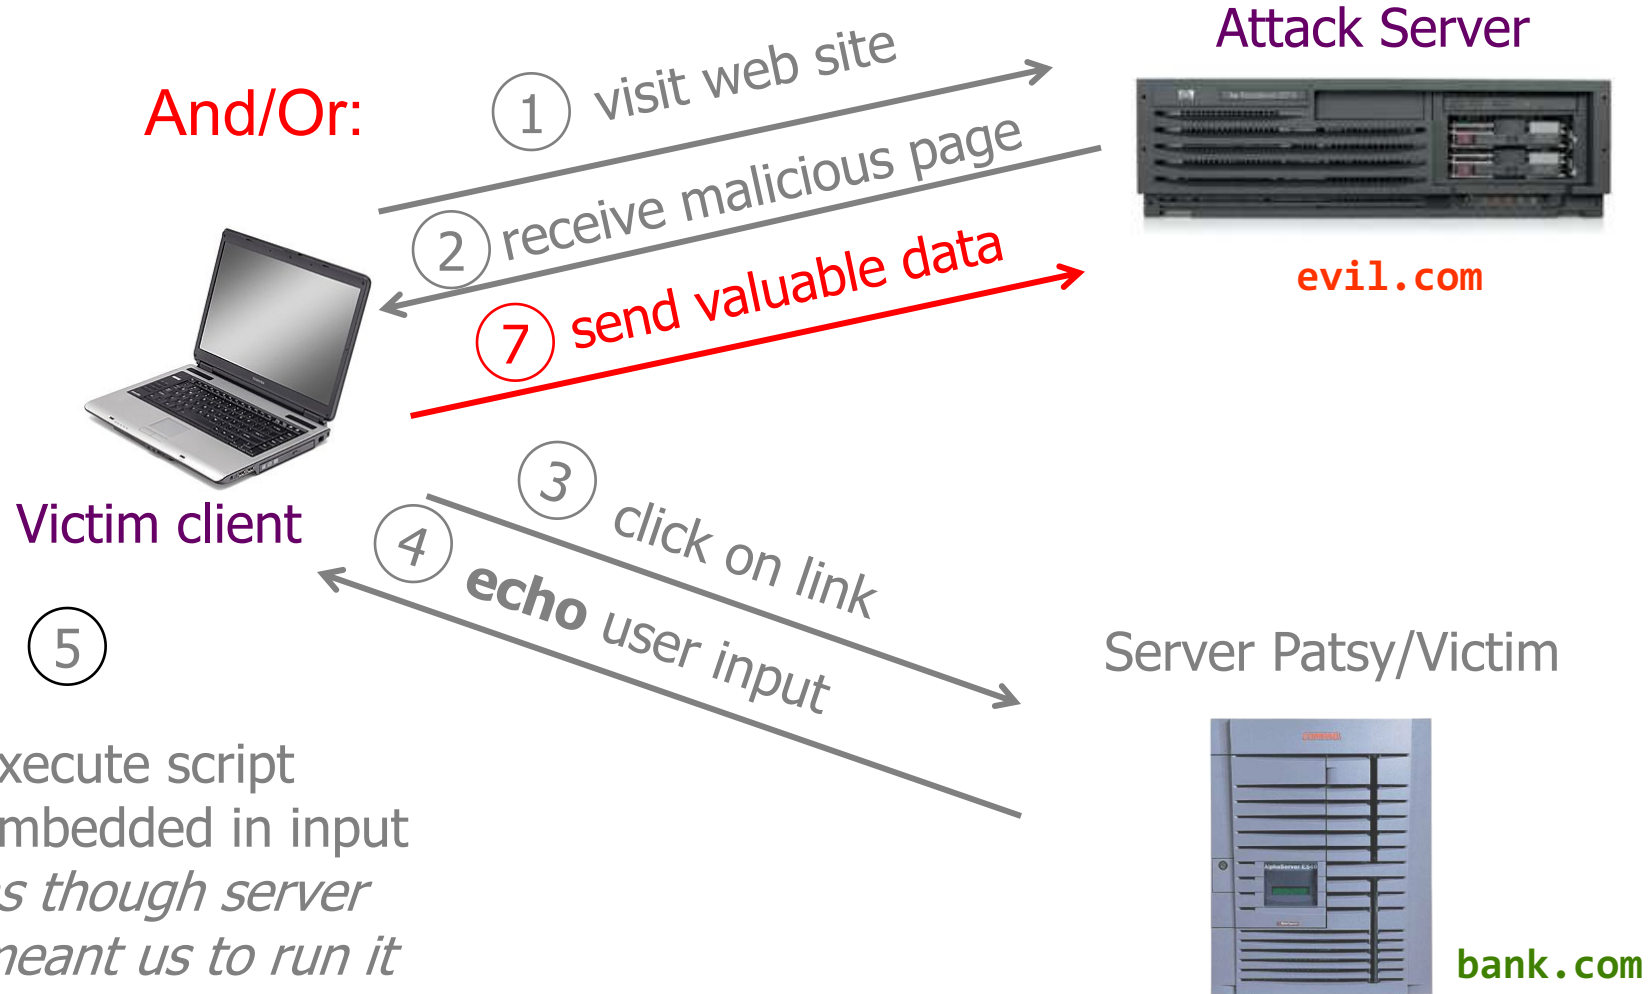 Attack Server
And/Or:
1 visit web site
2 receive malicious page
7 send valuable data
evil.com
Victim client
3 click on link
4 echo user input
5
Server Patsy/Victim
xecute script
mbedded in input
s though server
meant us to run it
bank.com